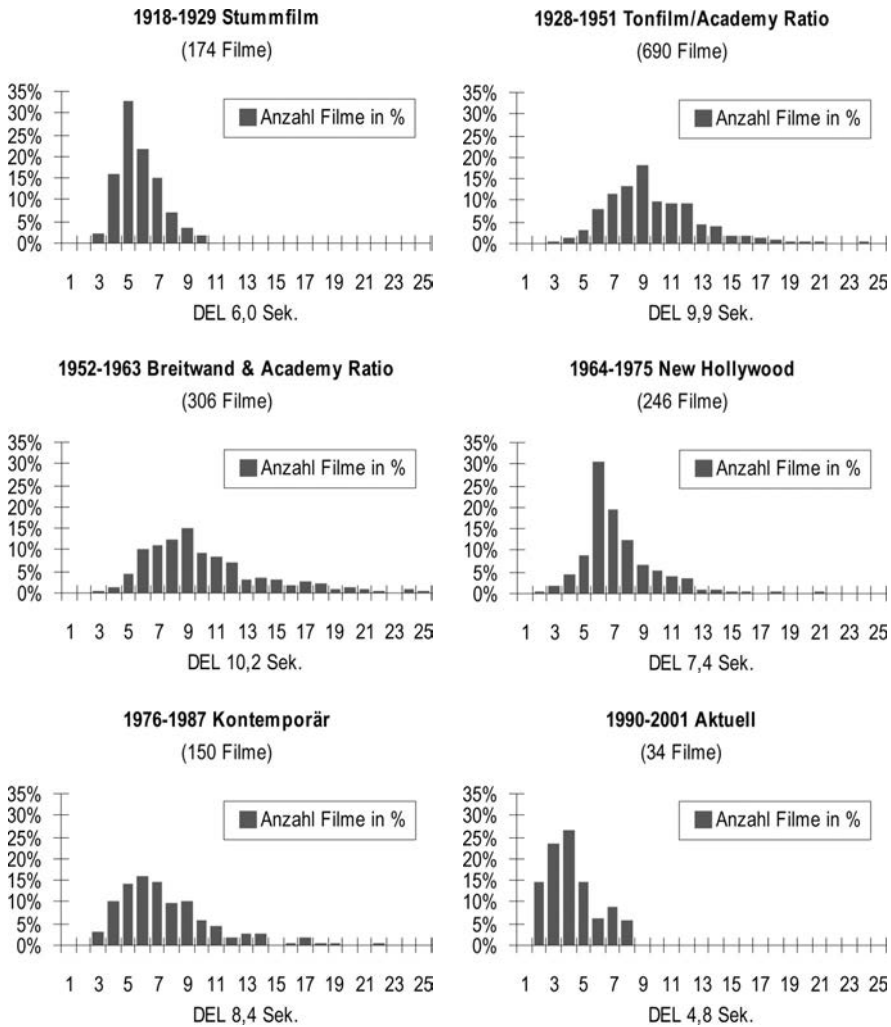 1918-1929 Stummfilm
(174 Filme)
35%
30%
25%
20%
15%
10%
5%
0%
Anzahl Filme in %
1 3 5 7 9 11 13 15 17 19 21 23 25
DEL 6,0 Sek.
1928-1951 Tonfilm/Academy Ratio
(690 Filme)
35%
30%
25%
20%
15%
10%
5%
0%
Anzahl Filme in %
1 3 5 7 9 11 13 15 17 19 21 23 25
DEL 9,9 Sek.
1952-1963 Breitwand & Academy Ratio
(306 Filme)
35%
30%
25%
20%
15%
10%
5%
0%
Anzahl Filme in %
1 3 5 7 9 11 13 15 17 19 21 23 25
DEL 10,2 Sek.
1964-1975 New Hollywood
(246 Filme)
35%
30%
25%
20%
15%
10%
5%
0%
Anzahl Filme in %
1 3 5 7 9 11 13 15 17 19 21 23 25
DEL 7,4 Sek.
1976-1987 Kontemporär
(150 Filme)
35%
30%
25%
20%
15%
10%
5%
0%
Anzahl Filme in %
1 3 5 7 9 11 13 15 17 19 21 23 25
DEL 8,4 Sek.
1990-2001 Aktuell
(34 Filme)
35%
30%
25%
20%
15%
10%
5%
0%
Anzahl Filme in %
1 3 5 7 9 11 13 15 17 19 21 23 25
DEL 4,8 Sek.